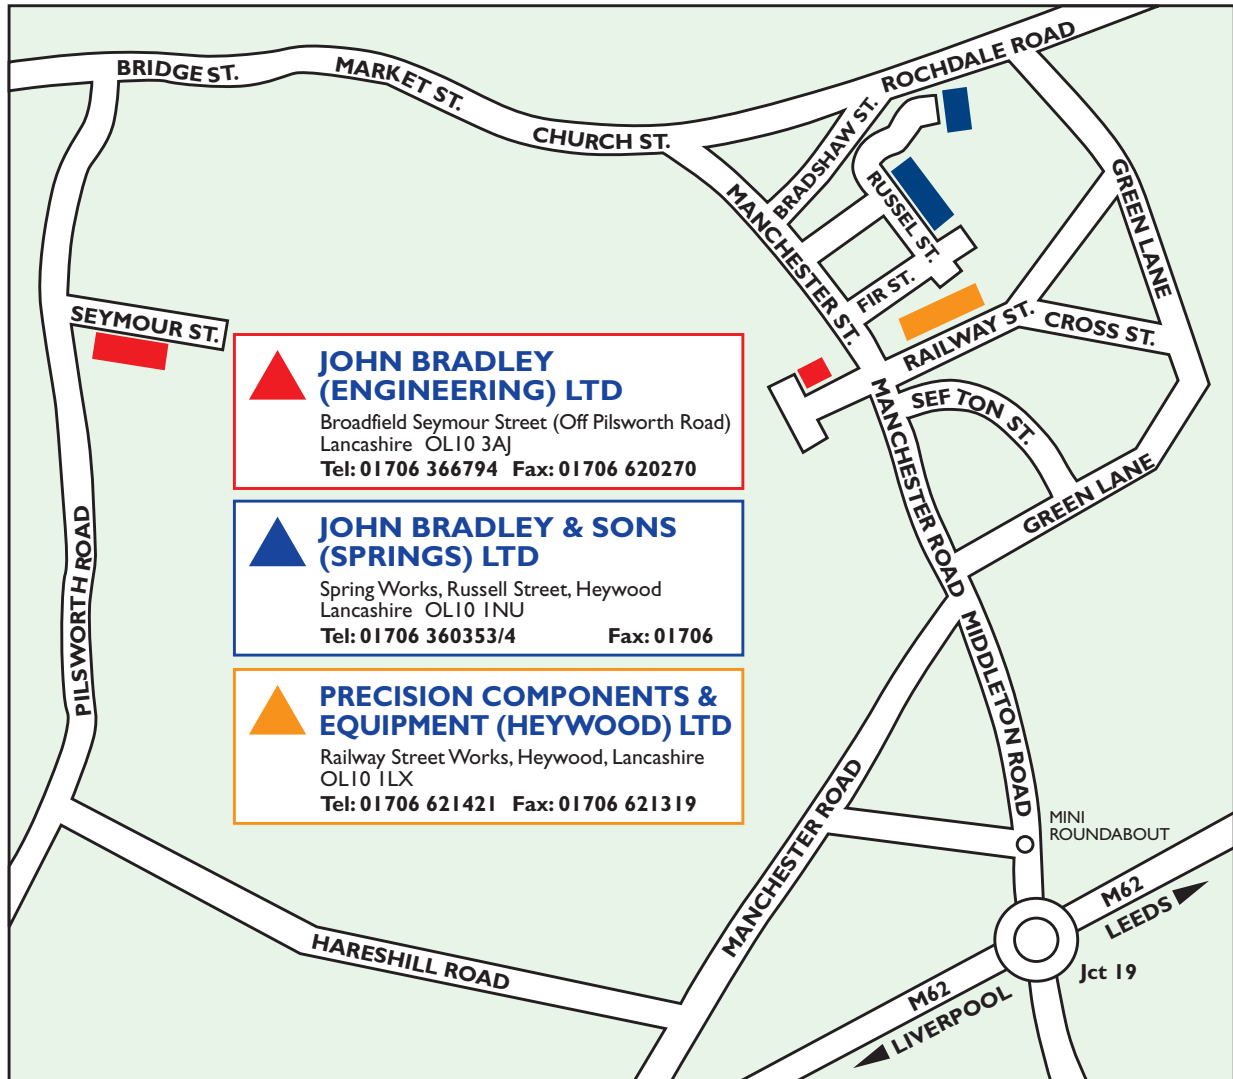 ROCHDALE ROAD
BRIDGE ST.
MARKET ST.
CHURCH ST.
BRADSHAW ST.
RUSSEL ST.
GREEN LANE
MANCHESTER ST.
FIR ST.
SEYMOUR ST.
RAILWAY ST.
CROSS ST.
JOHN BRADLEY
(ENGINEERING) LTD
Broadfield Seymour Street (Off Pilsworth Road)
Lancashire OL10 3AJ
Tel: 01706 366794 Fax: 01706 620270
SEFTON ST.
MANCHESTER ROAD
GREEN LANE
JOHN BRADLEY & SONS
(SPRINGS) LTD
Spring Works, Russell Street, Heywood
Lancashire OL10 1NU
Tel: 01706 360353/4 Fax: 01706
PILSWORTH ROAD
MIDDLETON ROAD
PRECISION COMPONENTS &
EQUIPMENT (HEYWOOD) LTD
Railway Street Works, Heywood, Lancashire
OL10 1LX
Tel: 01706 621421 Fax: 01706 621319
MANCHESTER ROAD
MINI
ROUNDABOUT
M62
LEEDS
HARESHILL ROAD
Jct 19
M62
LIVERPOOL